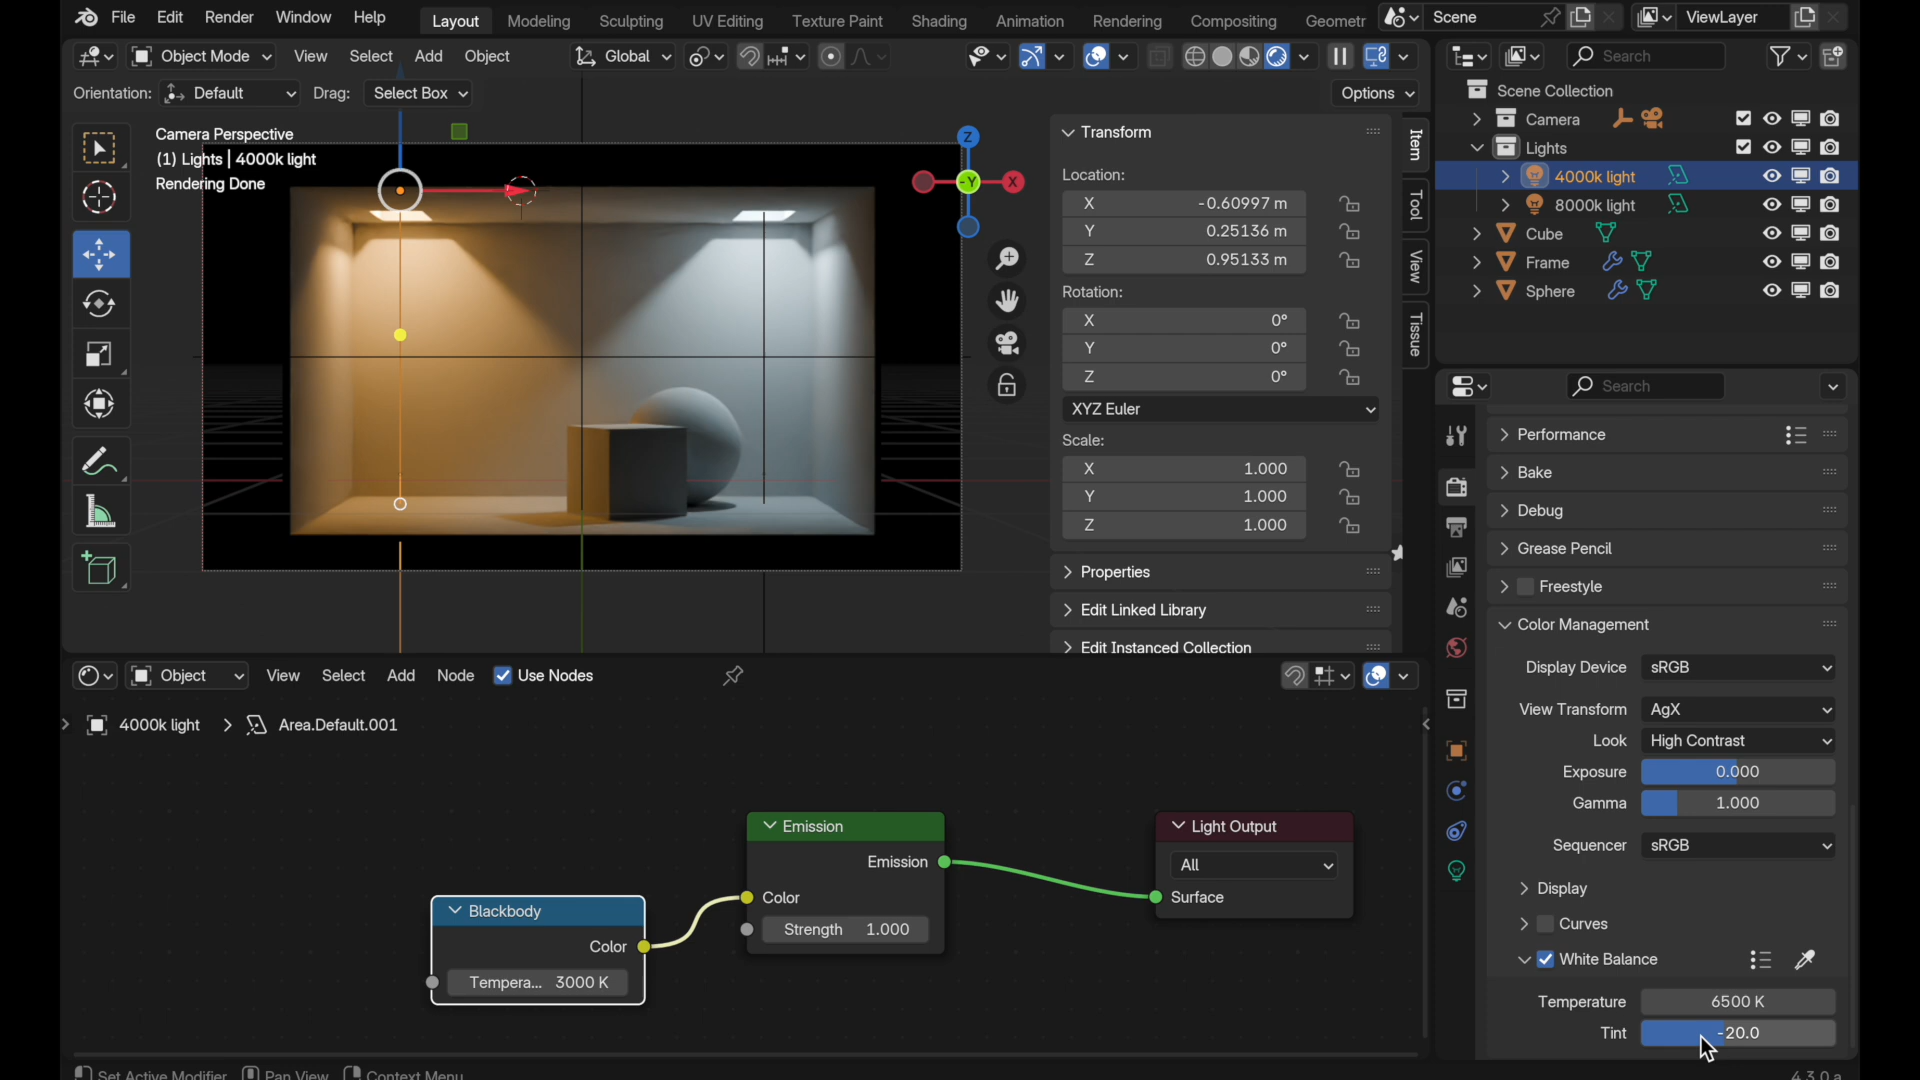 File Edit Render Window Help Layout Modeling Sculpting UV Editing Texture Paint Shading Animation Rendering Compositing Geometr Scene ViewLayer
Object Mode View Select Add Object Global Search
Orientation: Default Drag: Select Box Options
Camera Perspective
(1) Lights | 4000k light
Rendering Done
Z
-Y
X
Transform
Location:
X -0.60997 m
Y 0.25136 m
Z 0.95133 m
Rotation:
X 0°
Y 0°
Z 0°
XYZ Euler
Scale:
X 1.000
Y 1.000
Z 1.000
Properties
Edit Linked Library
Edit Instanced Collection
Item
Tool
View
Tissue
Scene Collection
Camera
Lights
4000k light
8000k light
Cube
Frame
Sphere
Search
Performance
Bake
Debug
Grease Pencil
Freestyle
Color Management
Display Device sRGB
View Transform AgX
Look High Contrast
Exposure 0.000
Gamma 1.000
Sequencer sRGB
Display
Curves
White Balance
Temperature 6500 K
Tint -20.0
Object View Select Add Node Use Nodes
4000k light > Area.Default.001
Blackbody
Color
Tempera... 3000 K
Emission
Emission
Color
Strength 1.000
Light Output
All
Surface
Set Active Modifier Pan View Context Menu
4.3.0 a